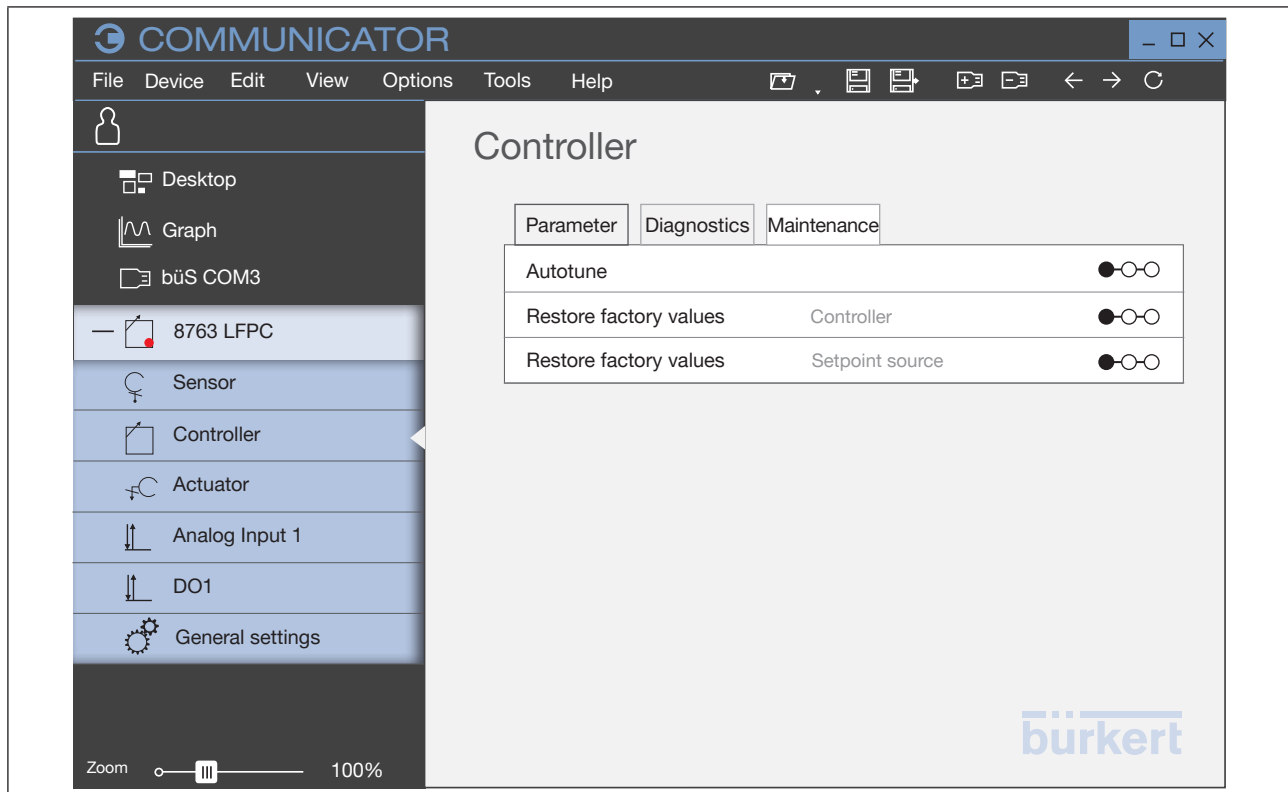 COMMUNICATOR
File Device Edit View Options Tools Help
Desktop
Graph
büS COM3
8763 LFPC
Sensor
Controller
Actuator
Analog Input 1
DO1
General settings
Zoom 100%
Controller
Parameter Diagnostics Maintenance
Autotune
Restore factory values Controller
Restore factory values Setpoint source
bürkert